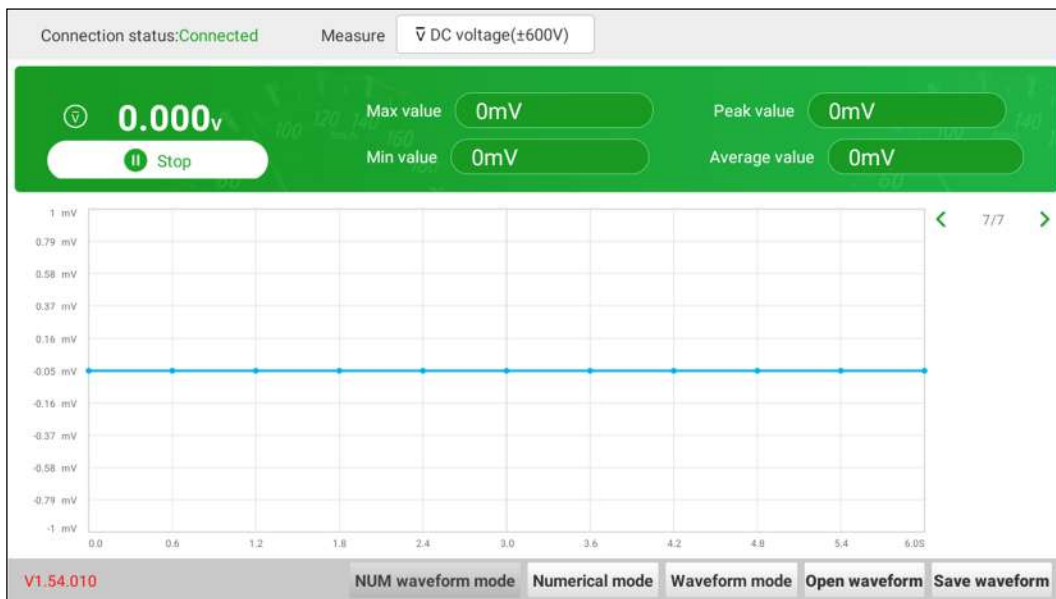 Connection status:Connected Measure V DC voltage(±600V)
V 0.000V Max value 0mV Peak value 0mV
Stop Min value 0mV Average value 0mV
1 mV
0.79 mV
0.58 mV
0.37 mV
0.16 mV
-0.05 mV
-0.16 mV
-0.37 mV
-0.58 mV
-0.79 mV
-1 mV
0.0 0.6 1.2 1.8 2.4 3.0 3.6 4.2 4.8 5.4 6.0S
7/7
V1.54.010 NUM waveform mode Numerical mode Waveform mode Open waveform Save waveform